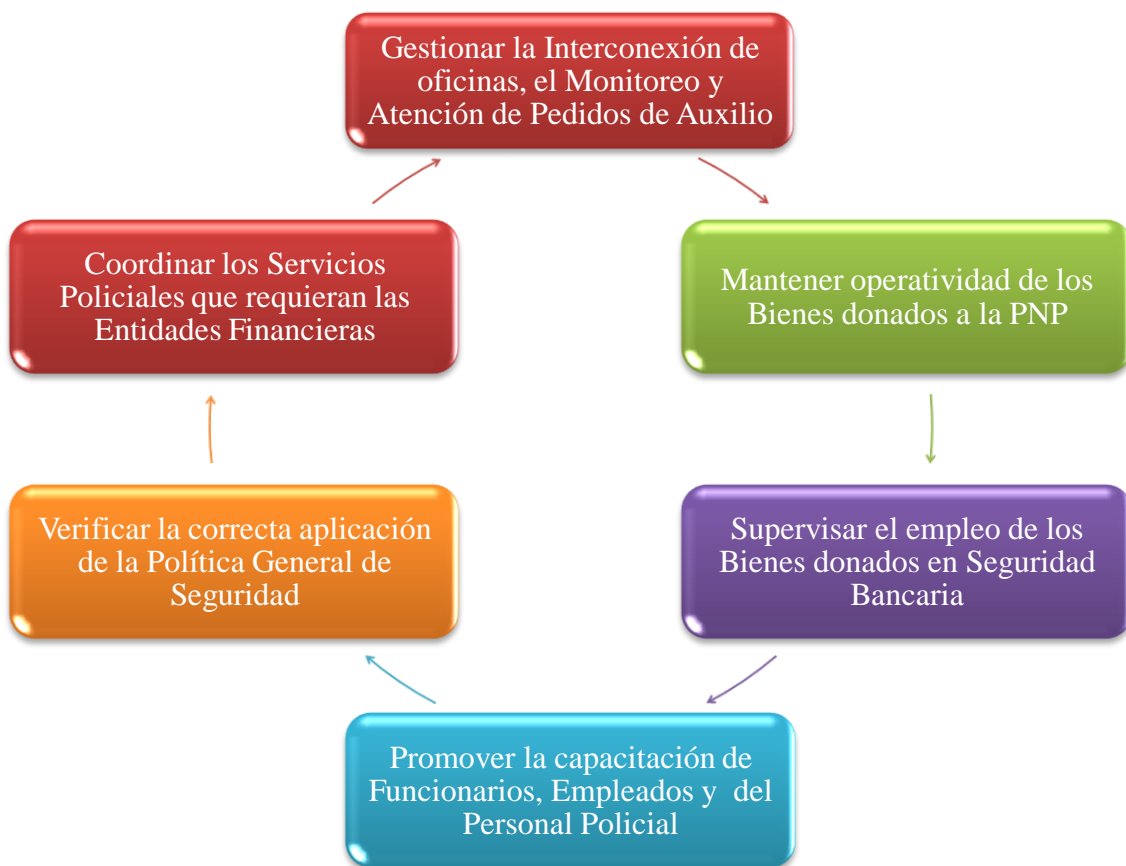 Gestionar la Interconexión de
oficinas, el Monitoreo y
Atención de Pedidos de Auxilio
Mantener operatividad de los
Bienes donados a la PNP
Supervisar el empleo de los
Bienes donados en Seguridad
Bancaria
Promover la capacitación de
Funcionarios, Empleados y  del
Personal Policial
Verificar la correcta aplicación
de la Política General de
Seguridad
Coordinar los Servicios
Policiales que requieran las
Entidades Financieras